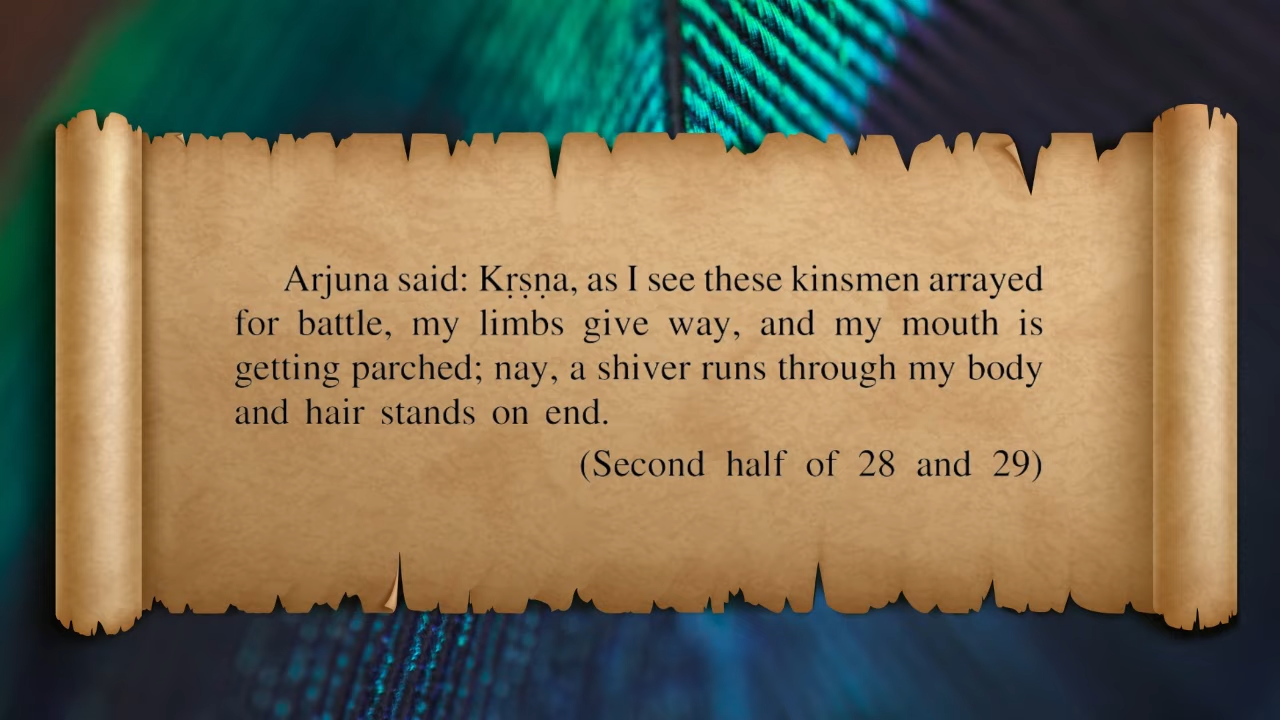 Arjuna said: Kṛṣṇa, as I see these kinsmen arrayed
for battle, my limbs give way, and my mouth is
getting parched; nay, a shiver runs through my body
and hair stands on end.
(Second half of 28 and 29)